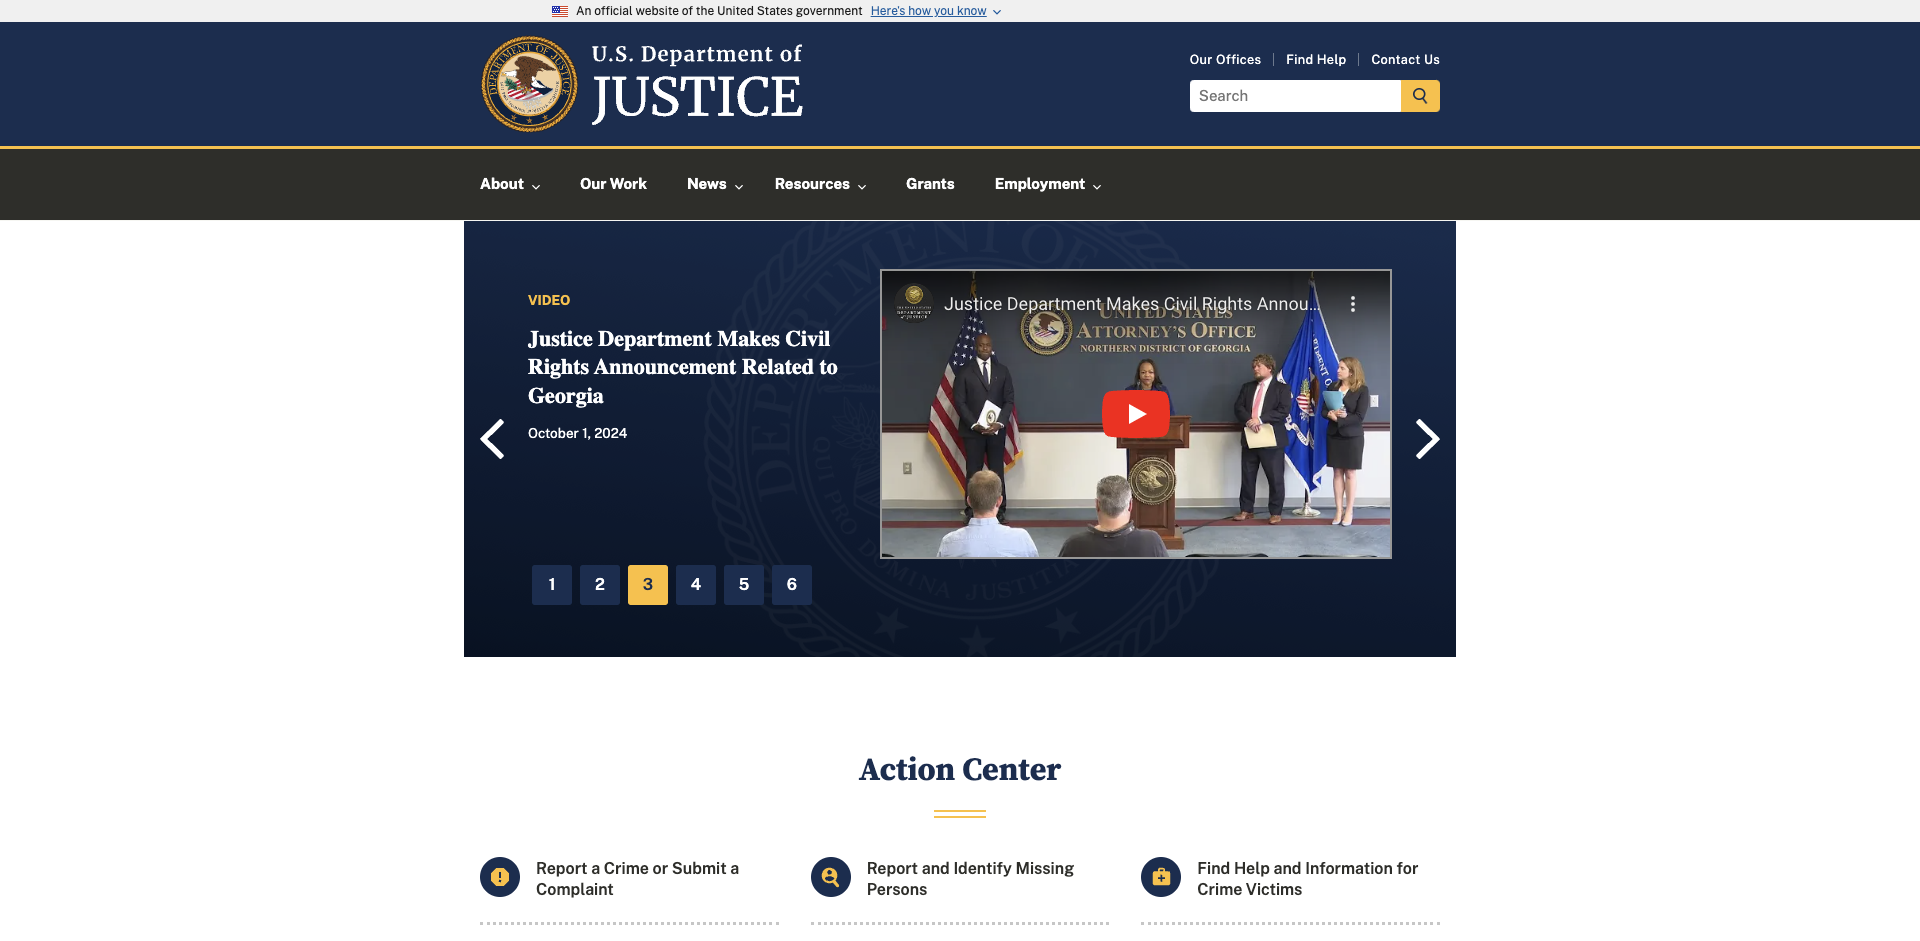 An official website of the United States government Here's how you know
DEPARTMENT OF JUSTICE
U.S. Department of
JUSTICE
Our Offices
Find Help
Contact Us
Search
About
Our Work
News
Resources
Grants
Employment
VIDEO
Justice Department Makes Civil
Rights Announcement Related to
Georgia
October 1, 2024
Justice Department Makes Civil Rights Annou...
UNITED STATES
ATTORNEY'S OFFICE
NORTHERN DISTRICT OF GEORGIA
1
2
3
4
5
6
Action Center
Report a Crime or Submit a
Complaint
Report and Identify Missing
Persons
Find Help and Information for
Crime Victims